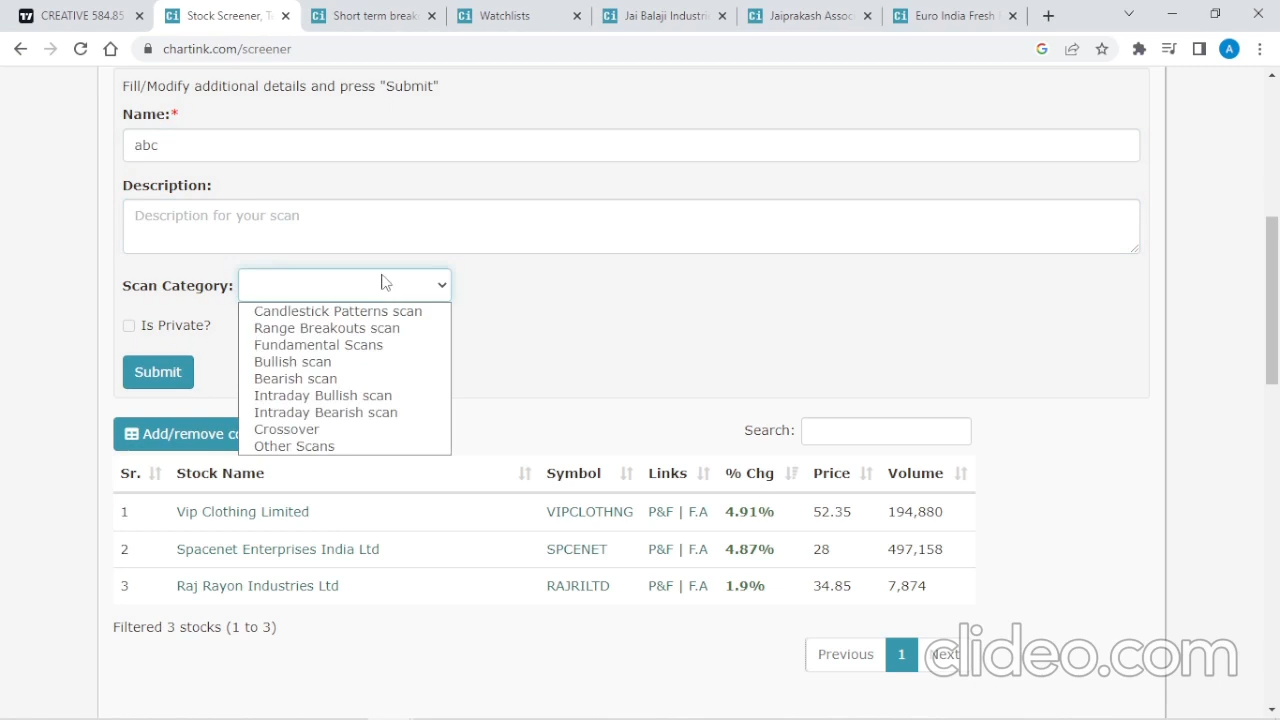 CREATIVE 584.85
Stock Screener, Te
Short term break
Watchlists
Jai Balaji Industri
Jaiprakash Assoc
Euro India Fresh
chartink.com/screener
A
Fill/Modify additional details and press "Submit"
Name:*
abc
Description:
Description for your scan
Scan Category:
Candlestick Patterns scan
Range Breakouts scan
Fundamental Scans
Bullish scan
Bearish scan
Intraday Bullish scan
Intraday Bearish scan
Crossover
Other Scans
Is Private?
Submit
Add/remove co
Search:
Sr. Stock Name Symbol Links % Chg Price Volume
1 Vip Clothing Limited VIPCLOTHNG P&F | F.A 4.91% 52.35 194,880
2 Spacenet Enterprises India Ltd SPCENET P&F | F.A 4.87% 28 497,158
3 Raj Rayon Industries Ltd RAJRILTD P&F | F.A 1.9% 34.85 7,874
Filtered 3 stocks (1 to 3)
Previous 1 Next
clideo.com